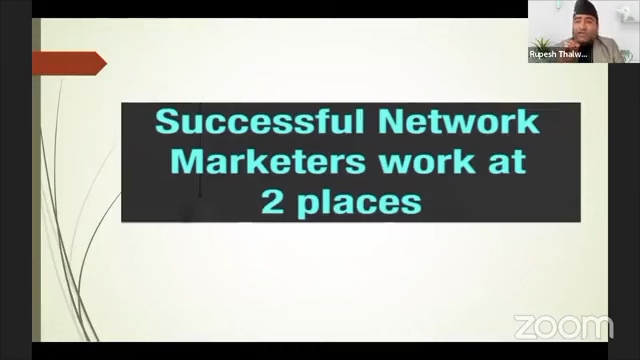 Rupesh Thalw...
Successful Network
Marketers work at
2 places
zoom